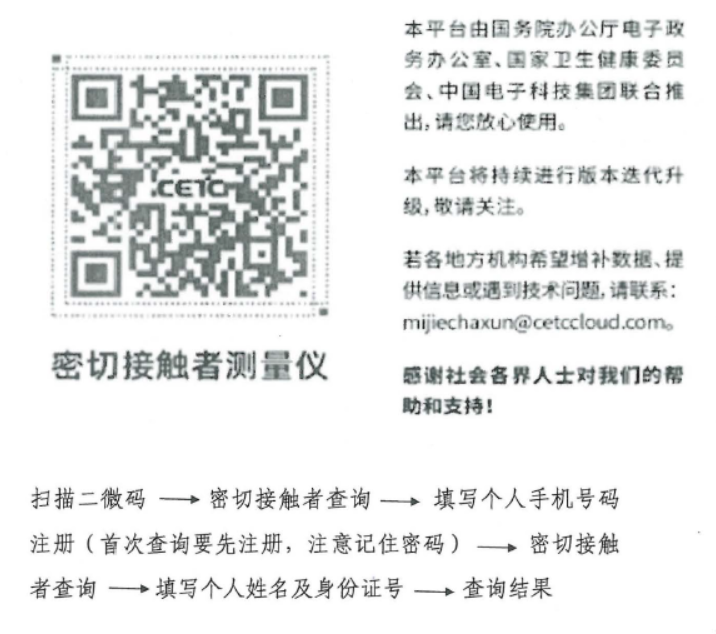 本平台由国务院办公厅电子政
务办公室、国家卫生健康委员
会、中国电子科技集团联合推
出，请您放心使用。
本平台将持续进行版本迭代升
级，敬请关注。
若各地方机构希望增补数据、提
供信息或遇到技术问题，请联系：
mijiechaxun@cetccloud.com。
感谢社会各界人士对我们的帮
助和支持！
CETC
密切接触者测量仪
扫描二微码 → 密切接触者查询 → 填写个人手机号码
注册（首次查询要先注册，注意记住密码） → 密切接触
者查询 → 填写个人姓名及身份证号 → 查询结果